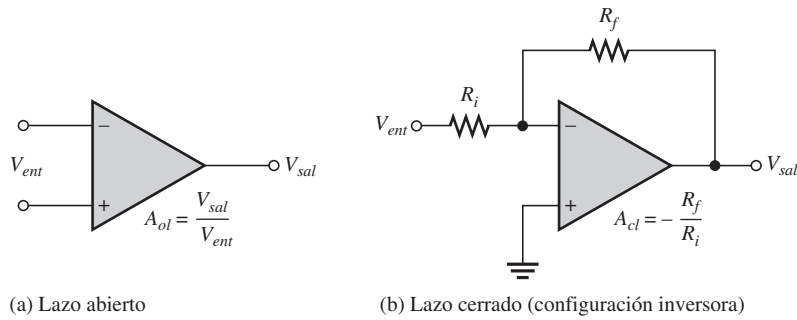 −
V_ent
+
V_sal
A_ol = V_sal / V_ent
(a) Lazo abierto
R_f
R_i
V_ent
−
+
V_sal
A_cl = − R_f / R_i
(b) Lazo cerrado (configuración inversora)